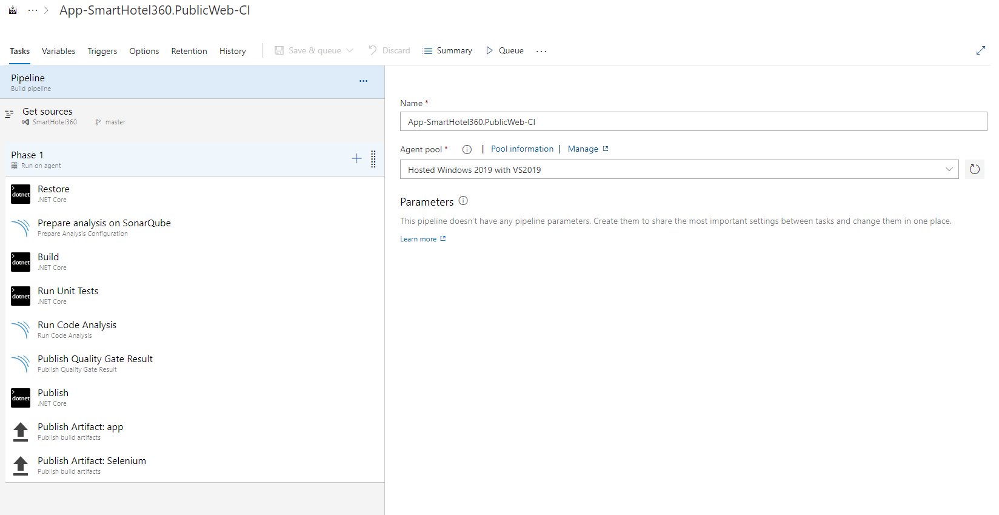 ··· > App-SmartHotel360.PublicWeb-CI
Tasks Variables Triggers Options Retention History Save & queue Discard Summary Queue ···
Pipeline ···
Build pipeline
Get sources
SmartHotel360 master
Phase 1
Run on agent
dotnet
Restore
.NET Core
Prepare analysis on SonarQube
Prepare Analysis Configuration
dotnet
Build
.NET Core
dotnet
Run Unit Tests
.NET Core
Run Code Analysis
Run Code Analysis
Publish Quality Gate Result
Publish Quality Gate Result
dotnet
Publish
.NET Core
Publish Artifact: app
Publish build artifacts
Publish Artifact: Selenium
Publish build artifacts
Name *
App-SmartHotel360.PublicWeb-CI
Agent pool * | Pool information | Manage
Hosted Windows 2019 with VS2019
Parameters
This pipeline doesn't have any pipeline parameters. Create them to share the most important settings between tasks and change them in one place.
Learn more